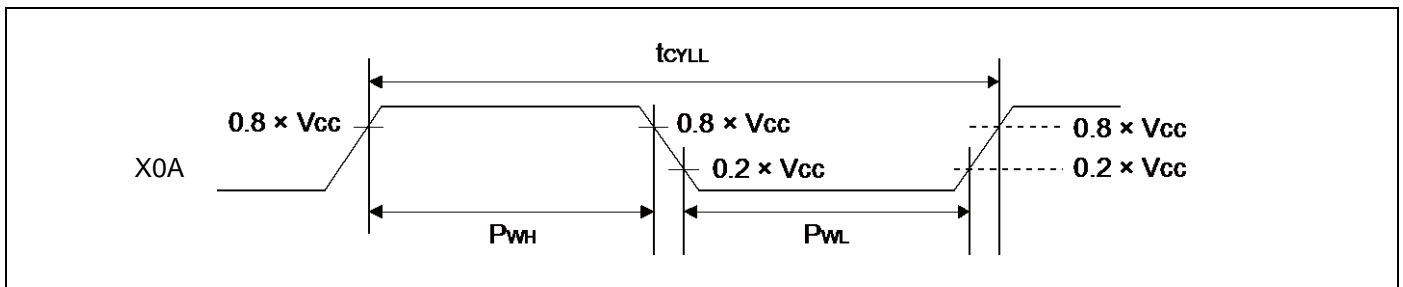 tCYLL
0.8 × Vcc
0.8 × Vcc
0.8 × Vcc
X0A
0.2 × Vcc
0.2 × Vcc
PWH
PWL